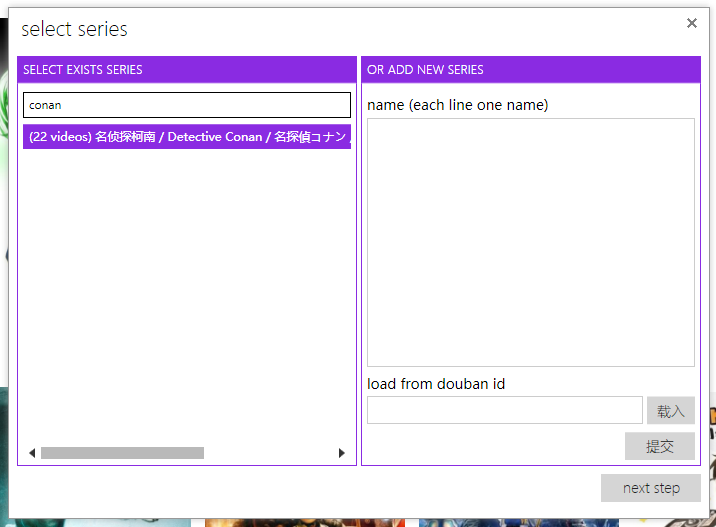 select series
SELECT EXISTS SERIES
conan
(22 videos) 名侦探柯南 / Detective Conan / 名探偵コナン /
OR ADD NEW SERIES
name (each line one name)
load from douban id
载入
提交
next step